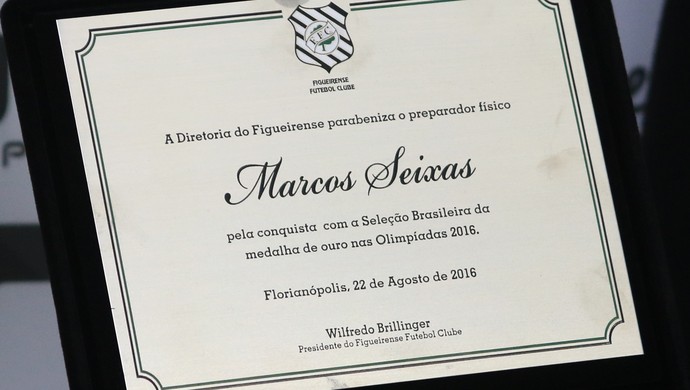 FFC
FIGUEIRENSE
FUTEBOL CLUBE
A Diretoria do Figueirense parabeniza o preparador físico
Marcos Seixas
pela conquista com a Seleção Brasileira da
medalha de ouro nas Olimpíadas 2016.
Florianópolis, 22 de Agosto de 2016
Wilfredo Brillinger
Presidente do Figueirense Futebol Clube